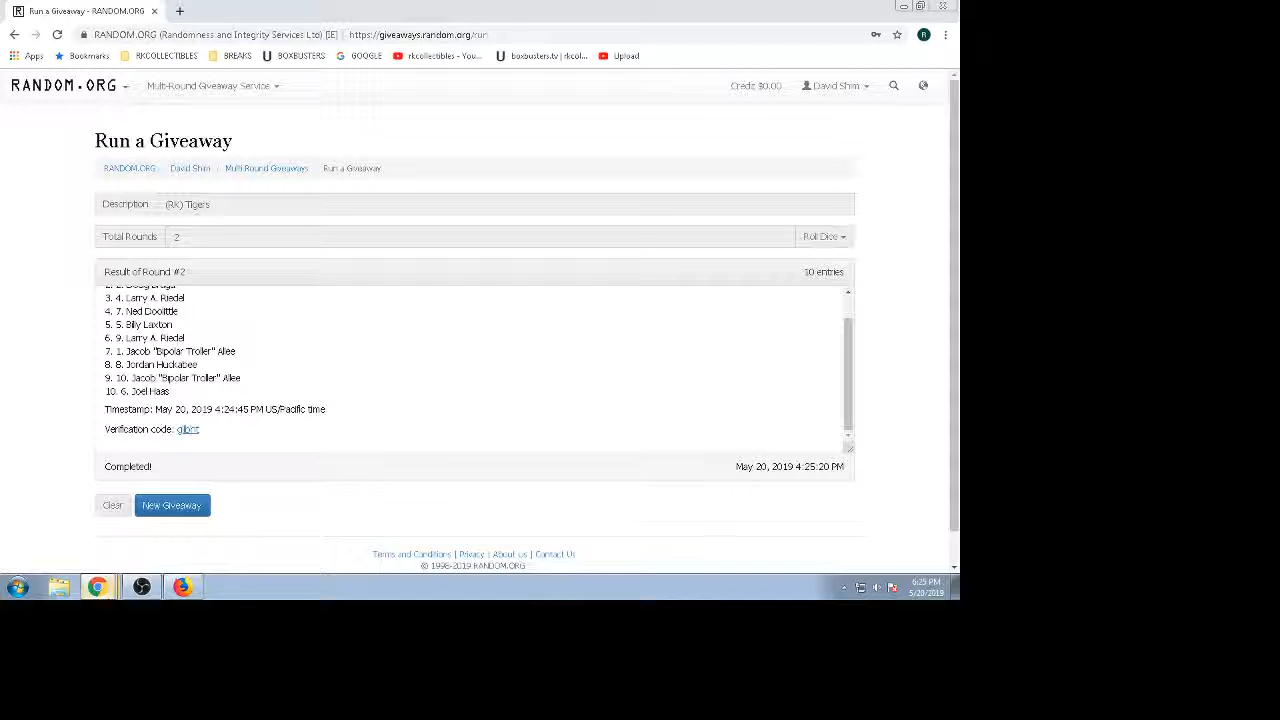 Run a Giveaway - RANDOM.ORG
RANDOM.ORG (Randomness and Integrity Services Ltd) [IE] | https://giveaways.random.org/run
Apps Bookmarks RKCOLLECTIBLES BREAKS BOXBUSTERS GOOGLE rkcollectibles - You... boxbusters.tv | rkcoll... Upload
RANDOM.ORG Multi-Round Giveaway Service Credit $0.00 David Shim
Run a Giveaway
RANDOM.ORG / David Shim / Multi-Round Giveaways / Run a Giveaway
Description (RK) Tigers
Total Rounds 2 Roll Dice
Result of Round #2 10 entries
3. 4. Larry A. Riedel
4. 7. Ned Doolittle
5. 5. Billy Laxton
6. 9. Larry A. Riedel
7. 1. Jacob "Bipolar Troller" Allee
8. 8. Jordan Huckabee
9. 10. Jacob "Bipolar Troller" Allee
10. 6. Joel Haas
Timestamp: May 20, 2019 4:24:45 PM US/Pacific time
Verification code:
Completed! May 20, 2019 4:25:20 PM
Clear New Giveaway
Terms and Conditions | Privacy | About us | Contact Us
© 1998-2019 RANDOM.ORG
6:25 PM
5/20/2019